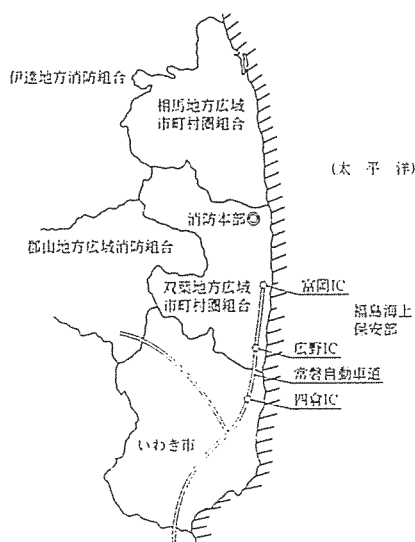 伊達地方消防組合
相馬地方広域
市町村圏組合
(太 平 洋)
消防本部
郡山地方広域消防組合
双葉地方広域
市町村圏組合
富岡IC
福島海上
保安部
広野IC
常磐自動車道
四倉IC
いわき市